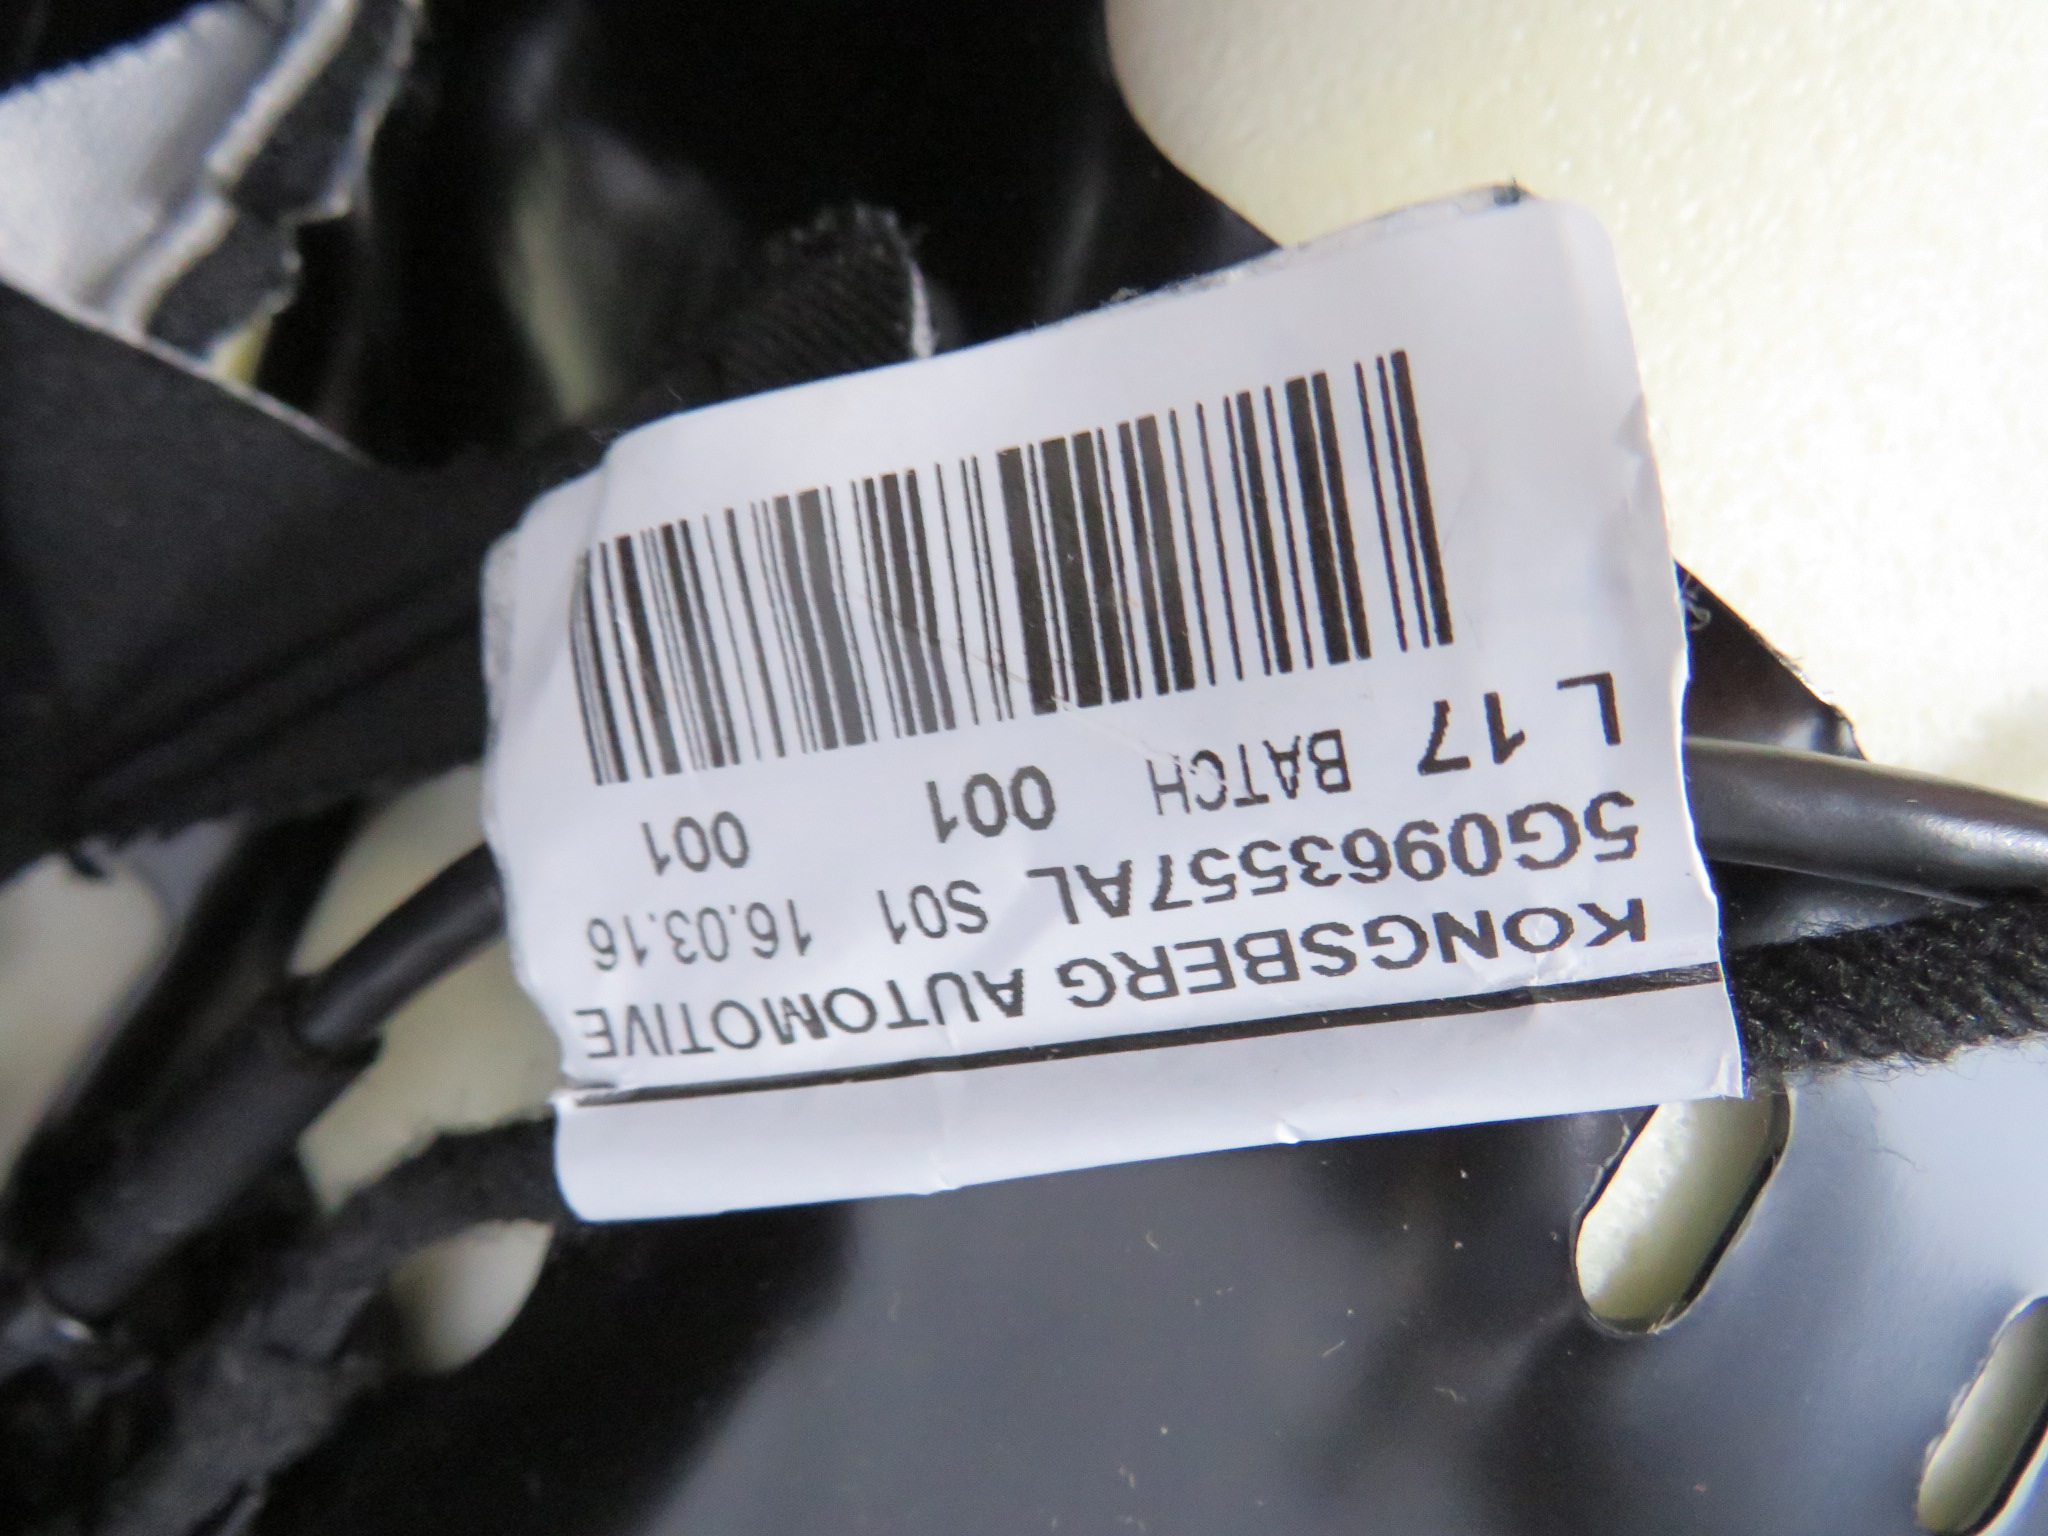 KONGSBERG AUTOMOTIVE
5G0963557AL S01 16.03.16
L 17 BATCH 001 001